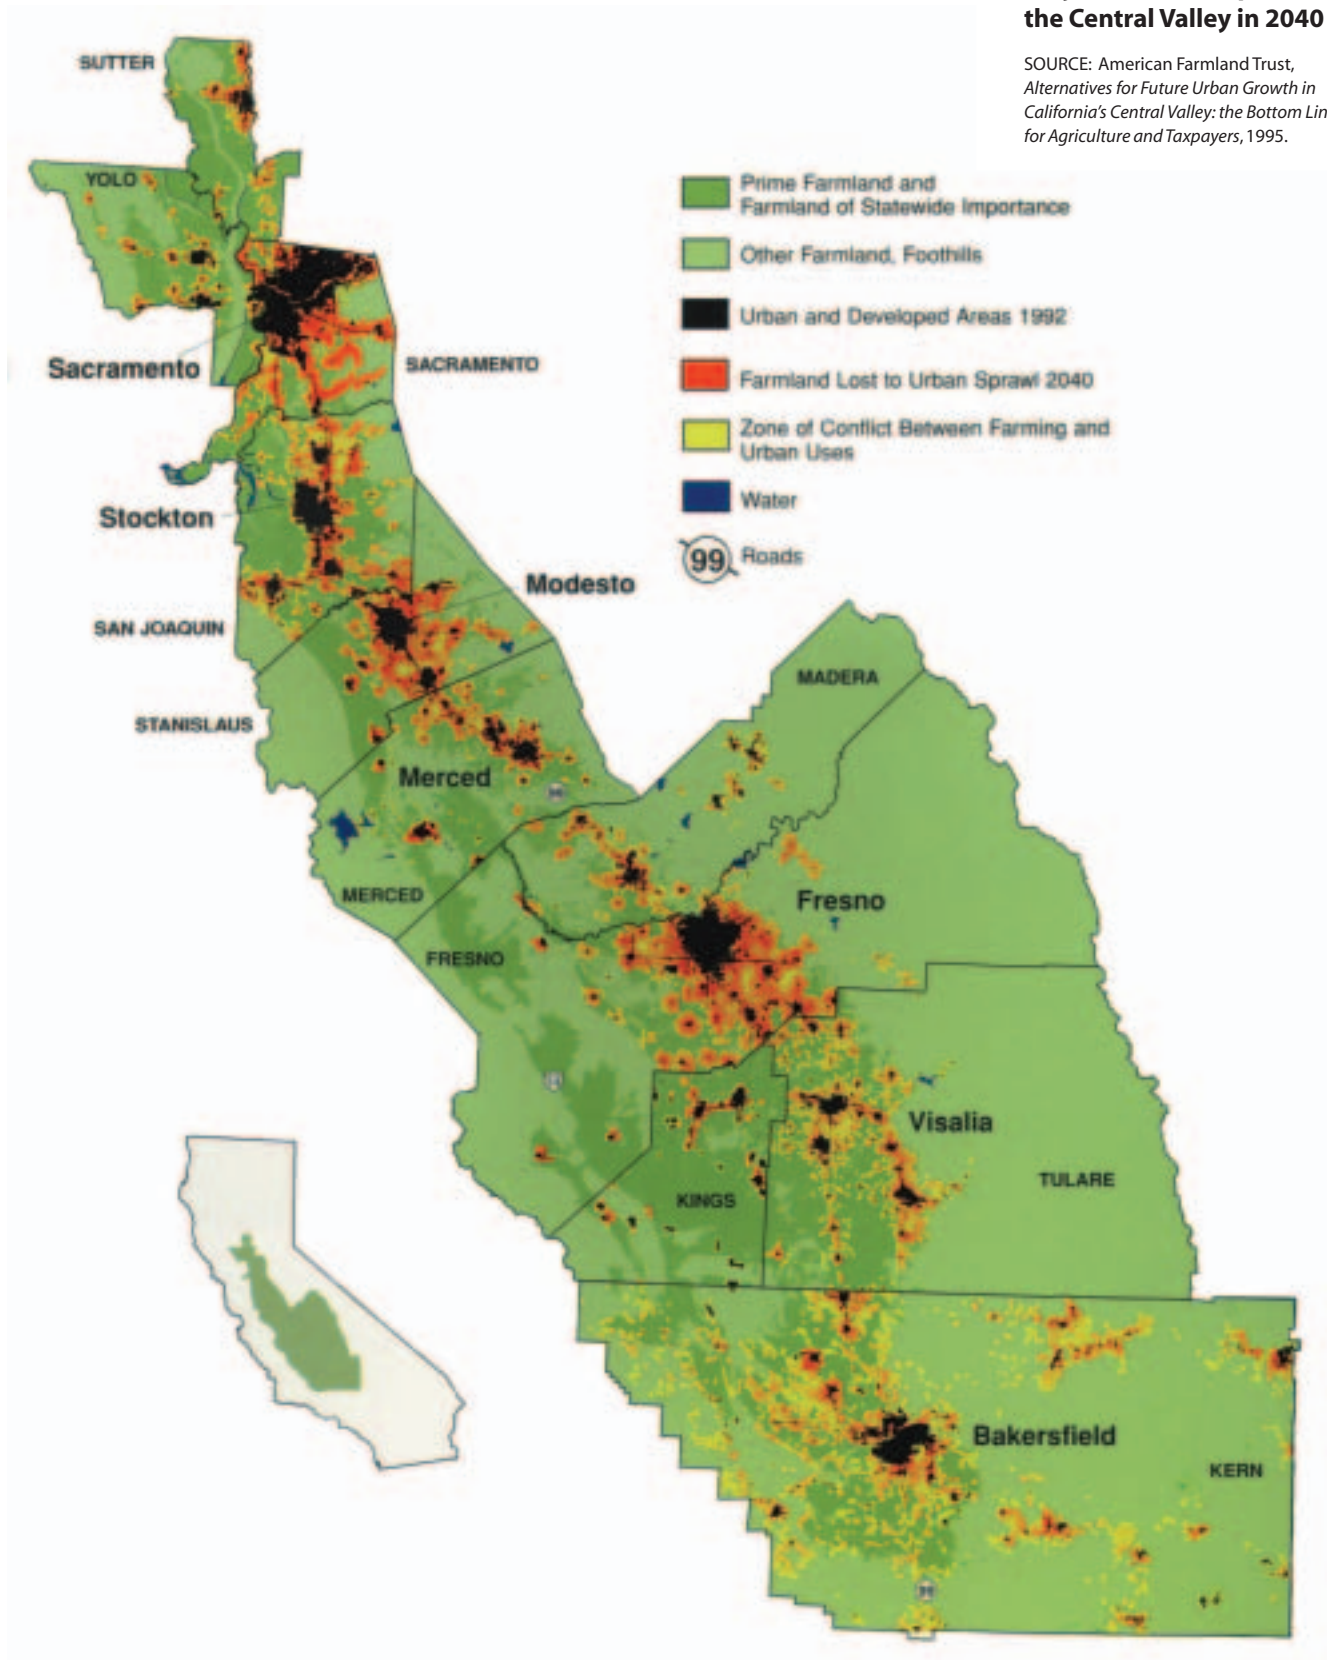 the Central Valley in 2040
SOURCE: American Farmland Trust,
Alternatives for Future Urban Growth in
California's Central Valley: the Bottom Lin
for Agriculture and Taxpayers, 1995.
SUTTER
YOLO
Prime Farmland and
Farmland of Statewide Importance
Other Farmland, Foothills
Urban and Developed Areas 1992
Farmland Lost to Urban Sprawl 2040
Zone of Conflict Between Farming and
Urban Uses
Water
99 Roads
Sacramento
SACRAMENTO
Stockton
Modesto
SAN JOAQUIN
STANISLAUS
MADERA
Merced
MERCED
Fresno
FRESNO
Visalia
TULARE
KINGS
Bakersfield
KERN